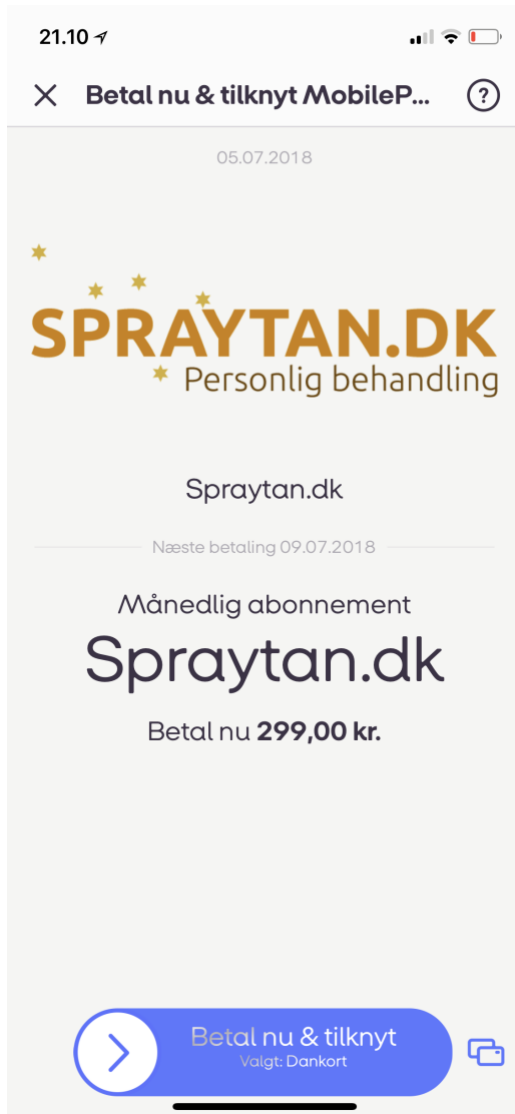 21.10
Betal nu & tilknyt MobileP...
?
05.07.2018
SPRAYTAN.DK
Personlig behandling
Spraytan.dk
Næste betaling 09.07.2018
Månedlig abonnement
Spraytan.dk
Betal nu 299,00 kr.
Betal nu & tilknyt
Valgt: Dankort